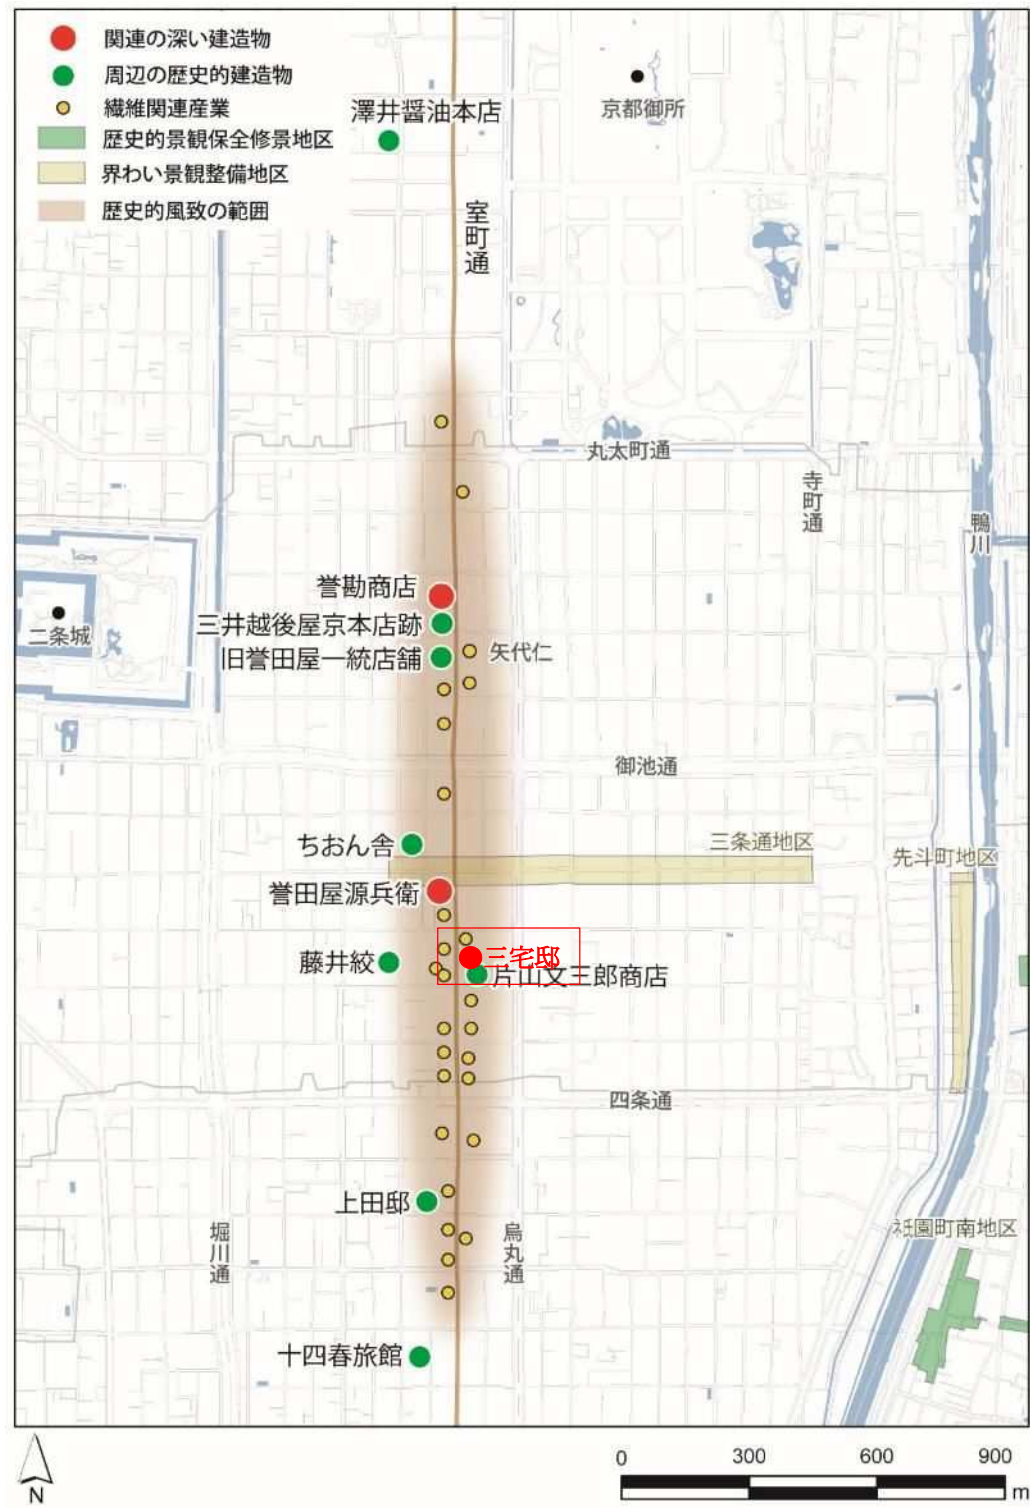 関連の深い建造物
周辺の歴史的建造物
繊維関連産業
歴史的景観保全修景地区
界わい景観整備地区
歴史的風致の範囲
澤井醤油本店
京都御所
室町通
丸太町通
寺町通
鴨川
誉勘商店
三井越後屋京本店跡
二条城
旧誉田屋一統店舗
矢代仁
御池通
ちおん舎
三条通地区
先斗町地区
誉田屋源兵衛
三宅邸
藤井絞
片山文三郎商店
四条通
上田邸
堀川通
烏丸通
祇園町南地区
十四春旅館
N
0 300 600 900
m